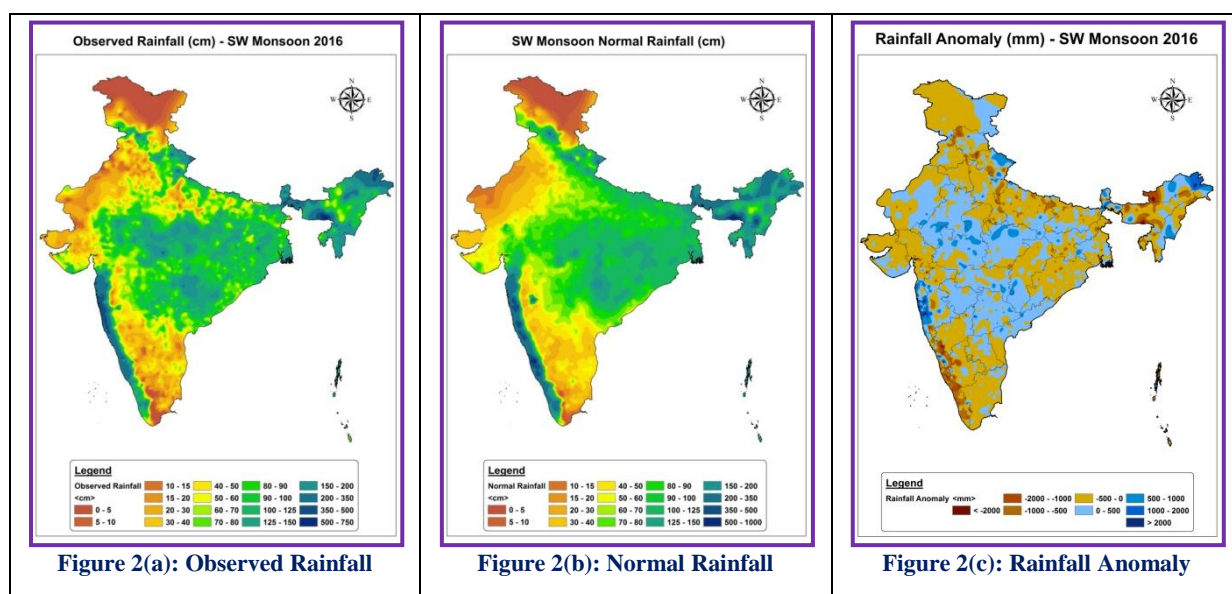 Observed Rainfall (cm) - SW Monsoon 2016
N
W E
S
Legend
Observed Rainfall
<cm>
0 - 5
5 - 10
10 - 15
15 - 20
20 - 30
30 - 40
40 - 50
50 - 60
60 - 70
70 - 80
80 - 90
90 - 100
100 - 125
125 - 150
150 - 200
200 - 350
350 - 500
500 - 750
Figure 2(a): Observed Rainfall
SW Monsoon Normal Rainfall (cm)
N
W E
S
Legend
Normal Rainfall
<cm>
0 - 5
5 - 10
10 - 15
15 - 20
20 - 30
30 - 40
40 - 50
50 - 60
60 - 70
70 - 80
80 - 90
90 - 100
100 - 125
125 - 150
150 - 200
200 - 350
350 - 500
500 - 1000
Figure 2(b): Normal Rainfall
Rainfall Anomaly (mm) - SW Monsoon 2016
N
W E
S
Legend
Rainfall Anomaly <mm>
< -2000
-2000 - -1000
-1000 - -500
-500 - 0
0 - 500
500 - 1000
1000 - 2000
> 2000
Figure 2(c): Rainfall Anomaly